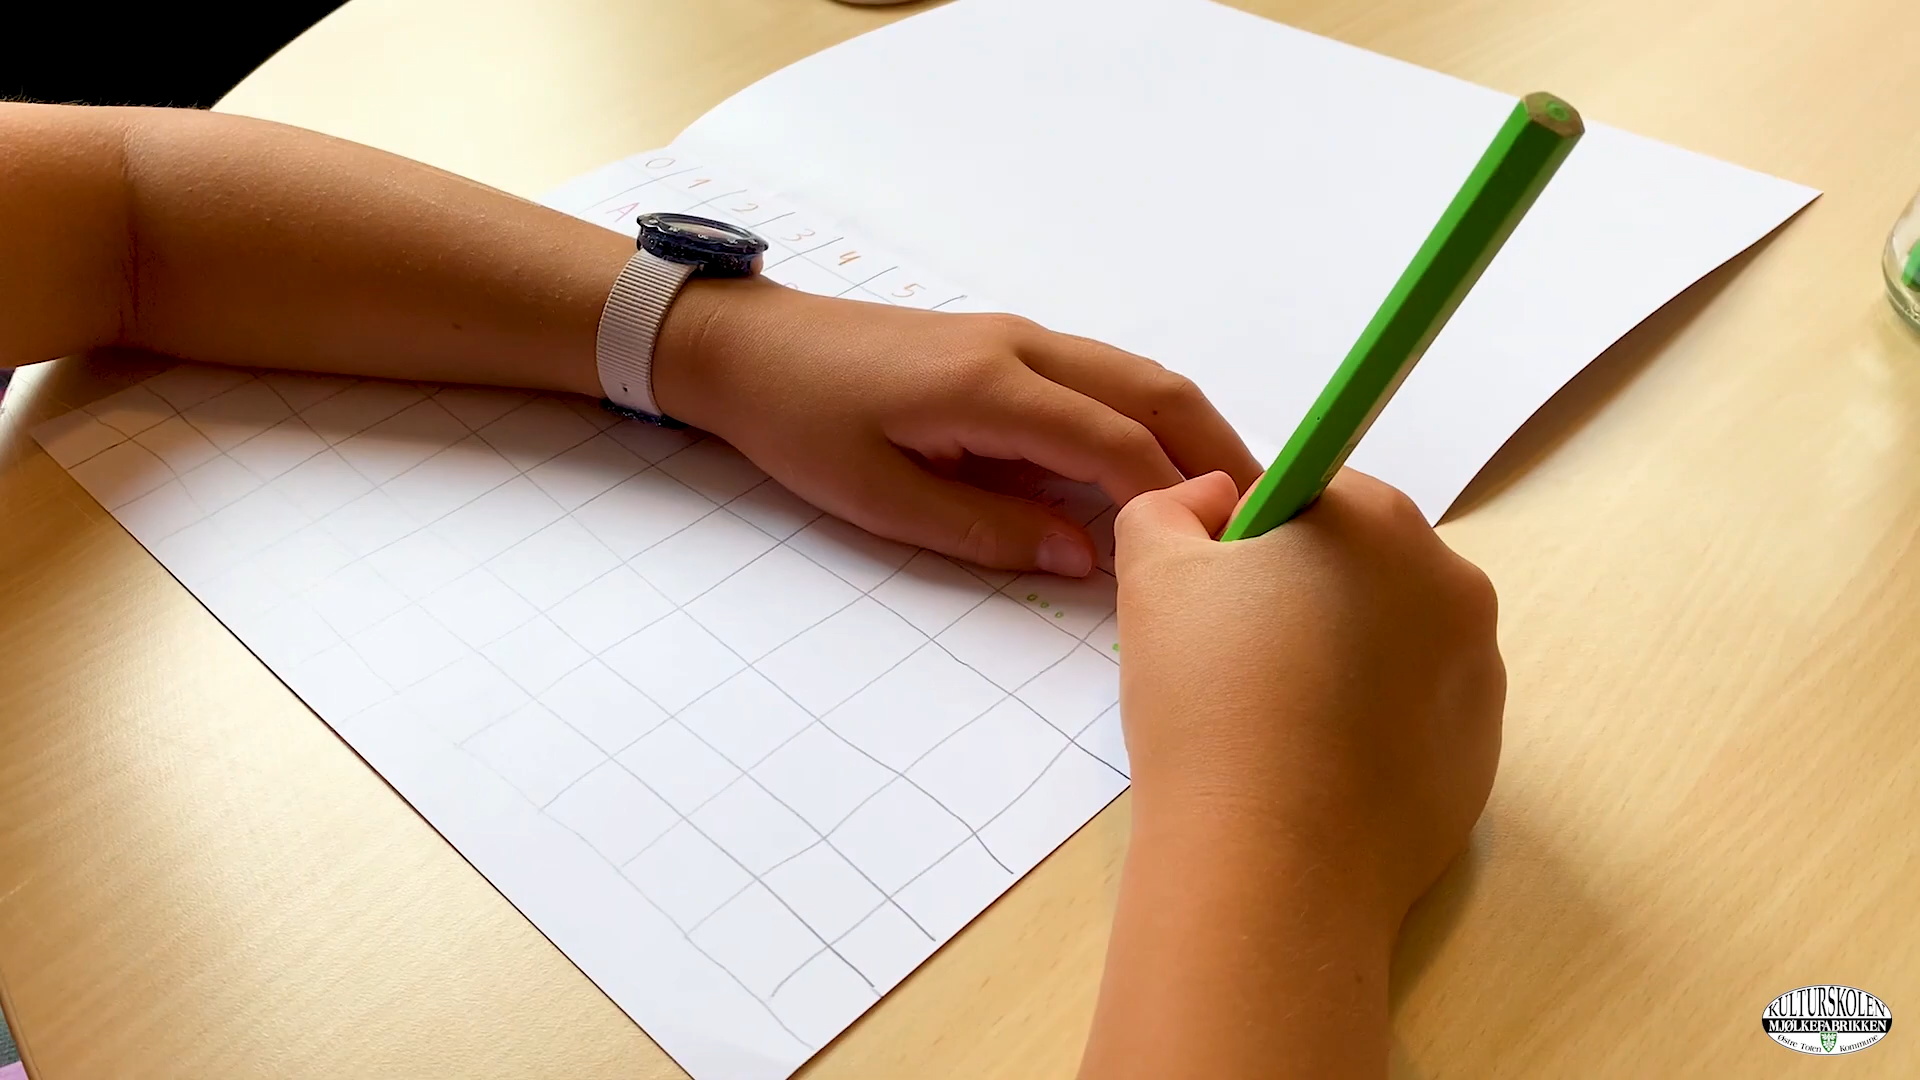 0 1 2 3 4 5
A
KULTURSKOLEN
MJØLKEFABRIKKEN
Østre Toten Kommune